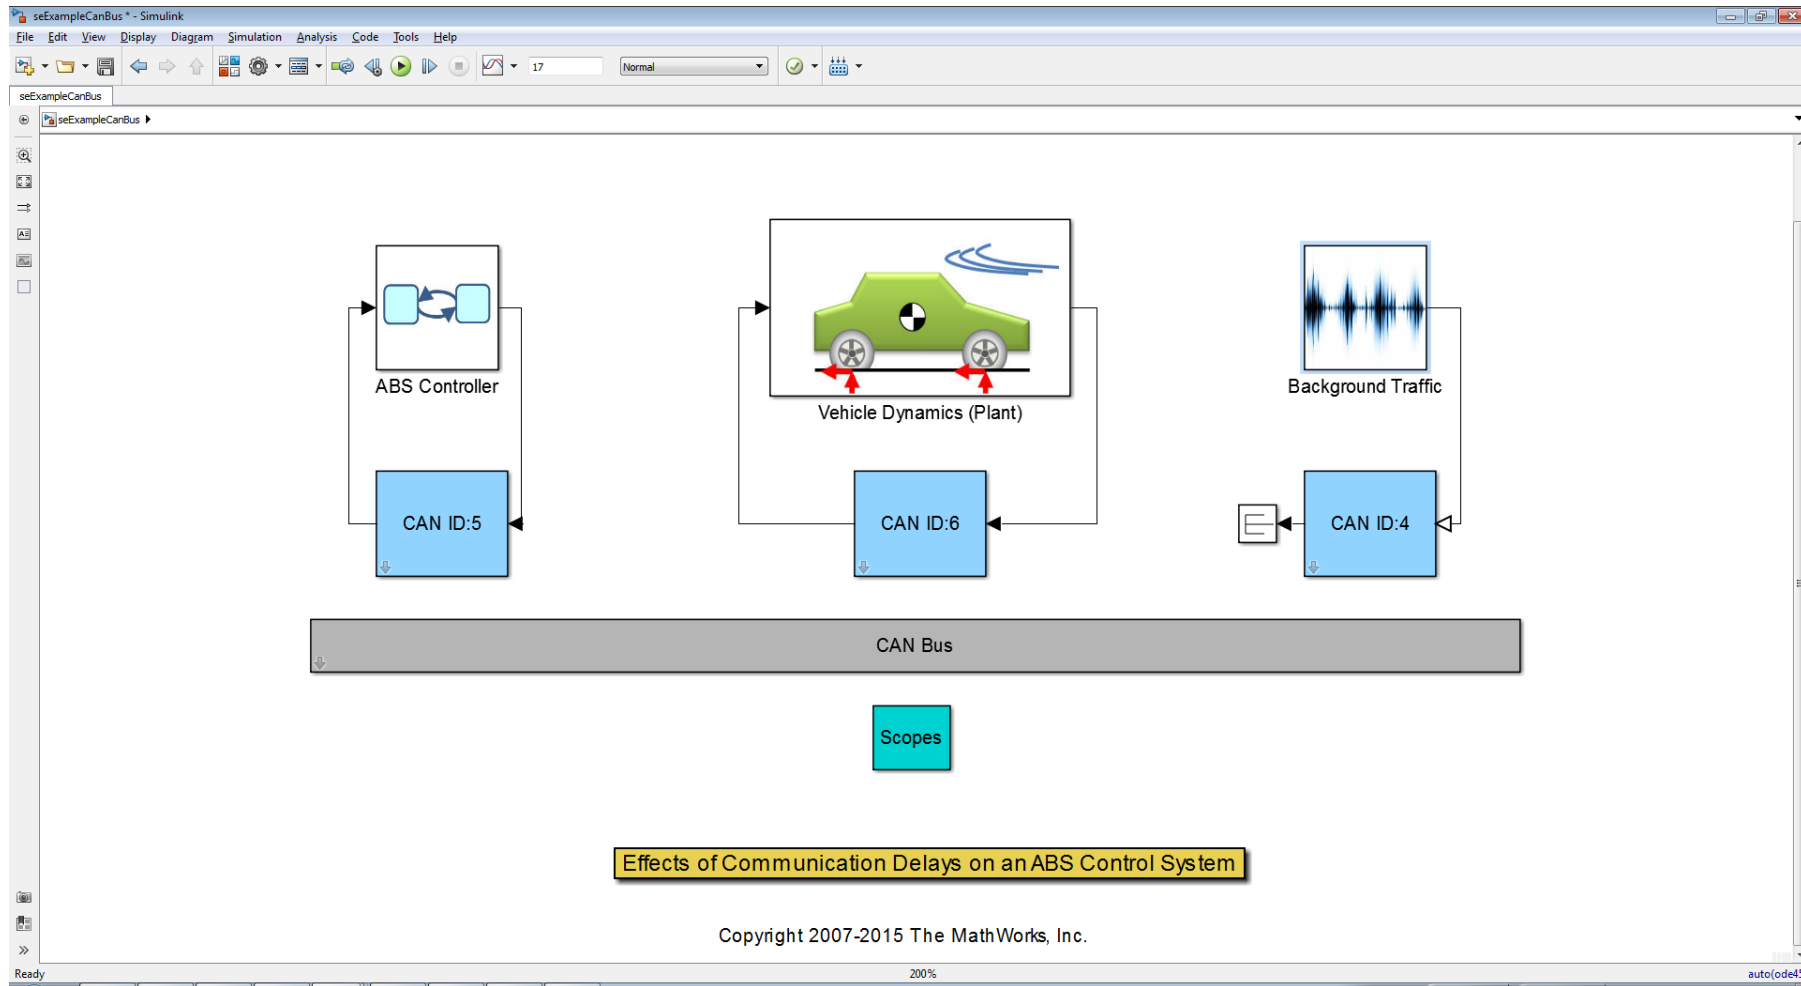 seExampleCanBus * - Simulink
File Edit View Display Diagram Simulation Analysis Code Tools Help
17 Normal
seExampleCanBus
seExampleCanBus
ABS Controller
Vehicle Dynamics (Plant)
Background Traffic
CAN ID:5
CAN ID:6
CAN ID:4
CAN Bus
Scopes
Effects of Communication Delays on an ABS Control System
Copyright 2007-2015 The MathWorks, Inc.
Ready 200% auto(ode45